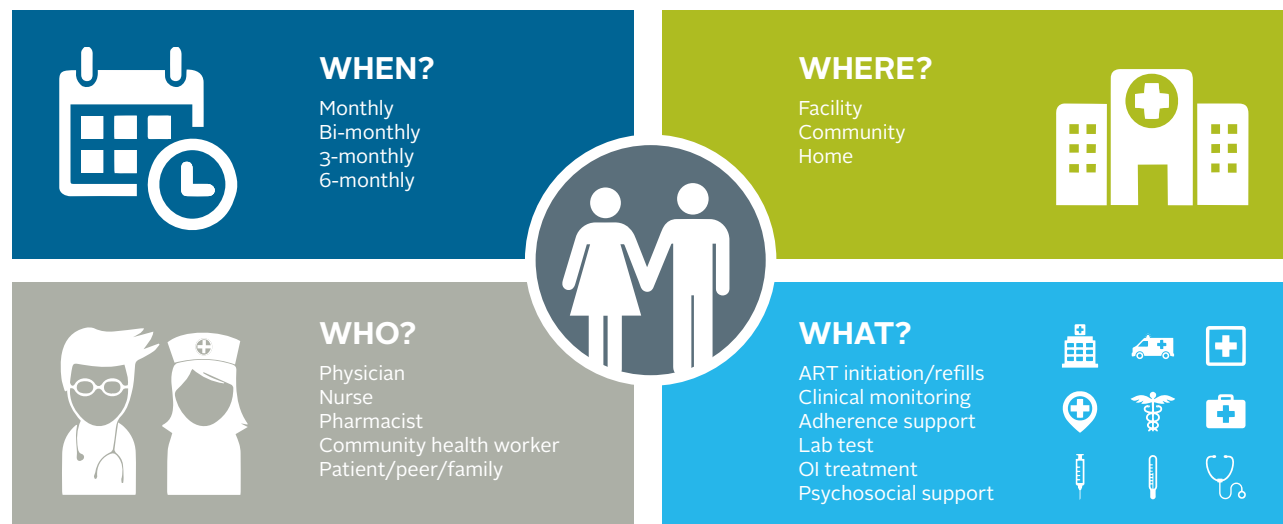 WHEN?
Monthly
Bi-monthly
3-monthly
6-monthly
WHERE?
Facility
Community
Home
WHO?
Physician
Nurse
Pharmacist
Community health worker
Patient/peer/family
WHAT?
ART initiation/refills
Clinical monitoring
Adherence support
Lab test
OI treatment
Psychosocial support